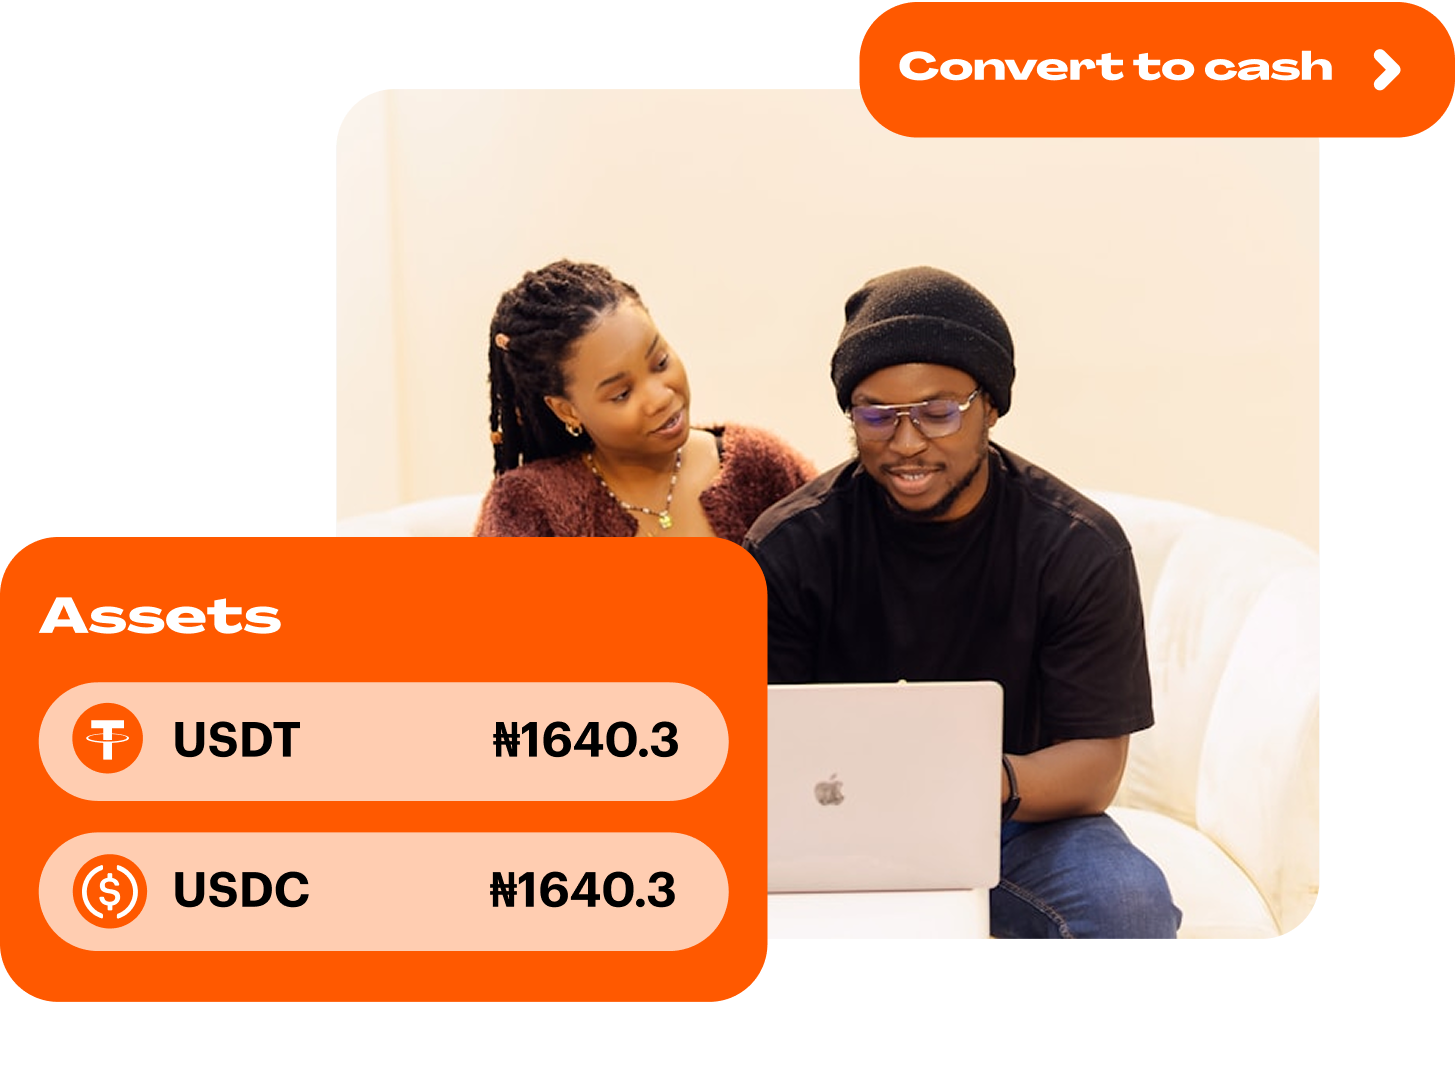 Convert to cash
Assets
USDT ₦1640.3
USDC ₦1640.3